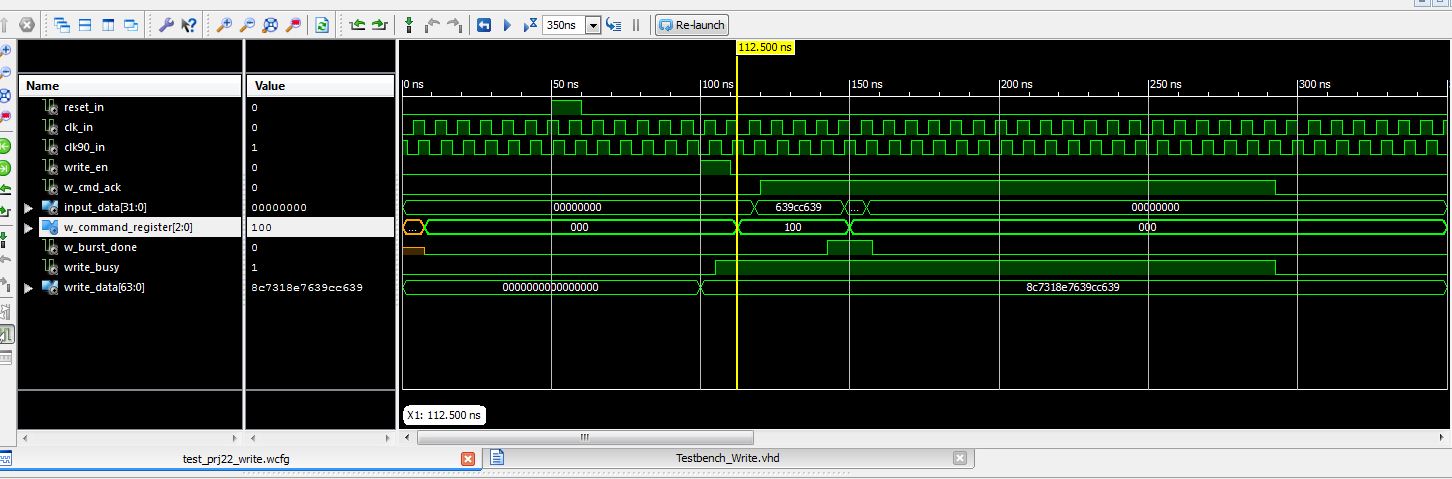 350ns Re-launch
112.500 ns
Name Value
0 ns 50 ns 100 ns 150 ns 200 ns 250 ns 300 ns
reset_in 0
clk_in 0
clk90_in 1
write_en 0
w_cmd_ack 0
input_data[31:0] 00000000 00000000 639cc639 ... 00000000
w_command_register[2:0] 100 ... 000 100 000
w_burst_done 0
write_busy 1
write_data[63:0] 8c7318e7639cc639 0000000000000000 8c7318e7639cc639
X1: 112.500 ns
test_prj22_write.wcfg Testbench_Write.vhd